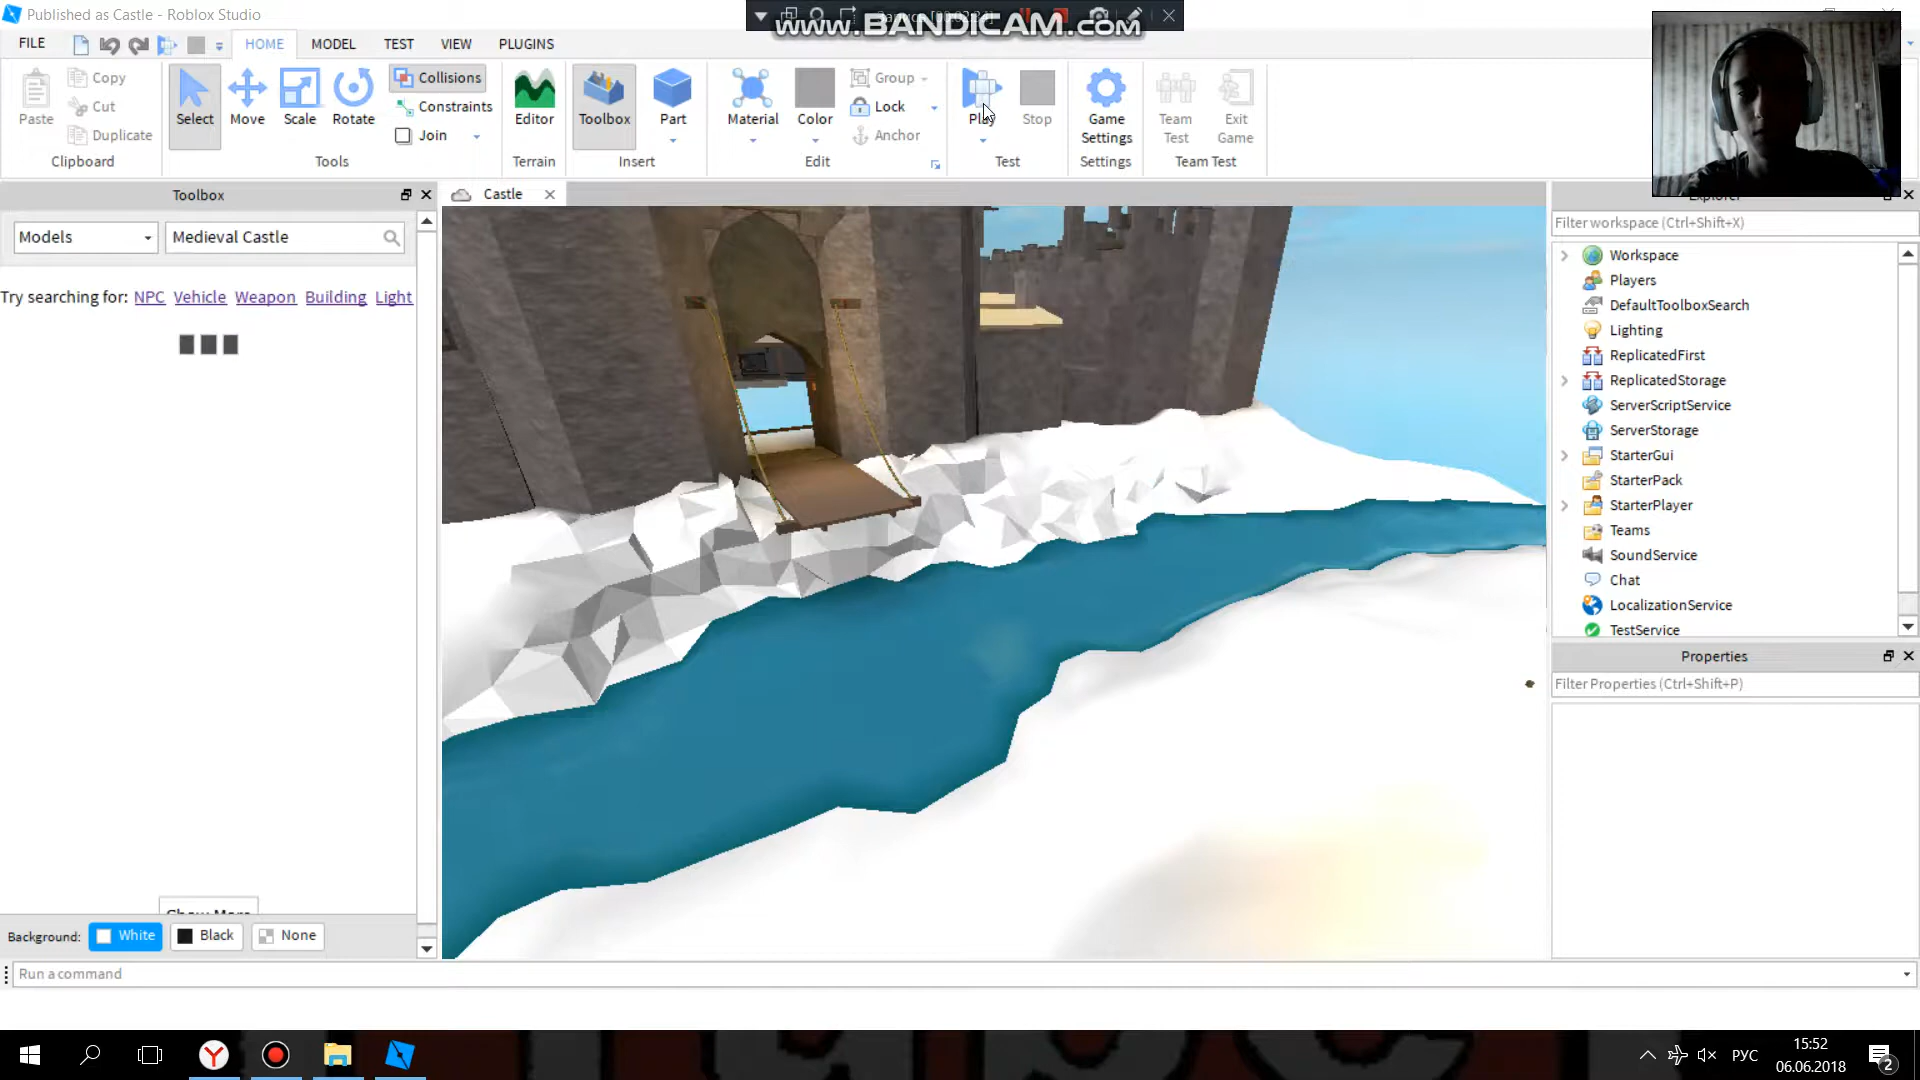 Published as Castle - Roblox Studio
www.BANDICAM.com
FILE HOME MODEL TEST VIEW PLUGINS
Paste Copy Cut Duplicate
Clipboard
Select Move Scale Rotate
Collisions
Constraints
Join
Tools
Editor
Terrain
Toolbox Part
Insert
Material Color
Group
Lock
Anchor
Edit
Play Stop
Test
Game Settings
Settings
Team Test
Exit Game
Team Test
Toolbox
Models Medieval Castle
Try searching for: NPC Vehicle Weapon Building Light
Show More
Background: White Black None
Castle
Explorer
Filter workspace (Ctrl+Shift+X)
Workspace
Players
DefaultToolboxSearch
Lighting
ReplicatedFirst
ReplicatedStorage
ServerScriptService
ServerStorage
StarterGui
StarterPack
StarterPlayer
Teams
SoundService
Chat
LocalizationService
TestService
Properties
Filter Properties (Ctrl+Shift+P)
Run a command
РУС
15:52
06.06.2018
2